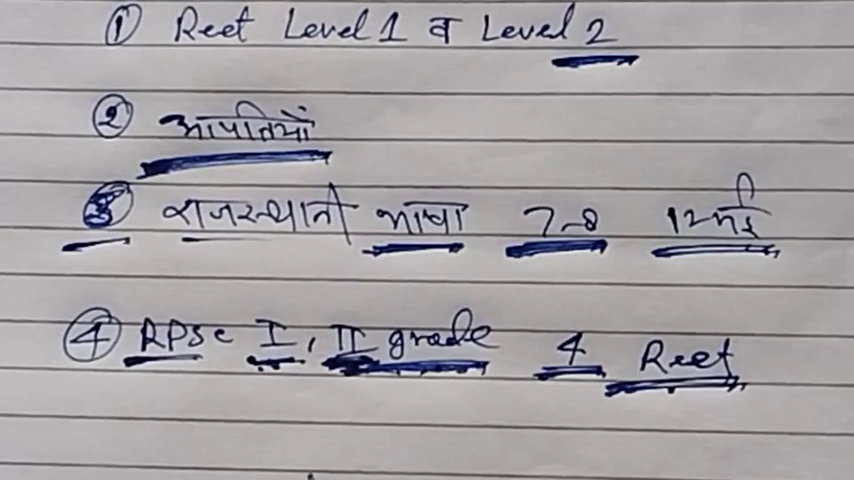 ① Reet Level 1 व Level 2
② आपतियाँ
③ राजस्थानी भाषा 7-8 12 मई
④ RPSC I, II grade 4 Reet